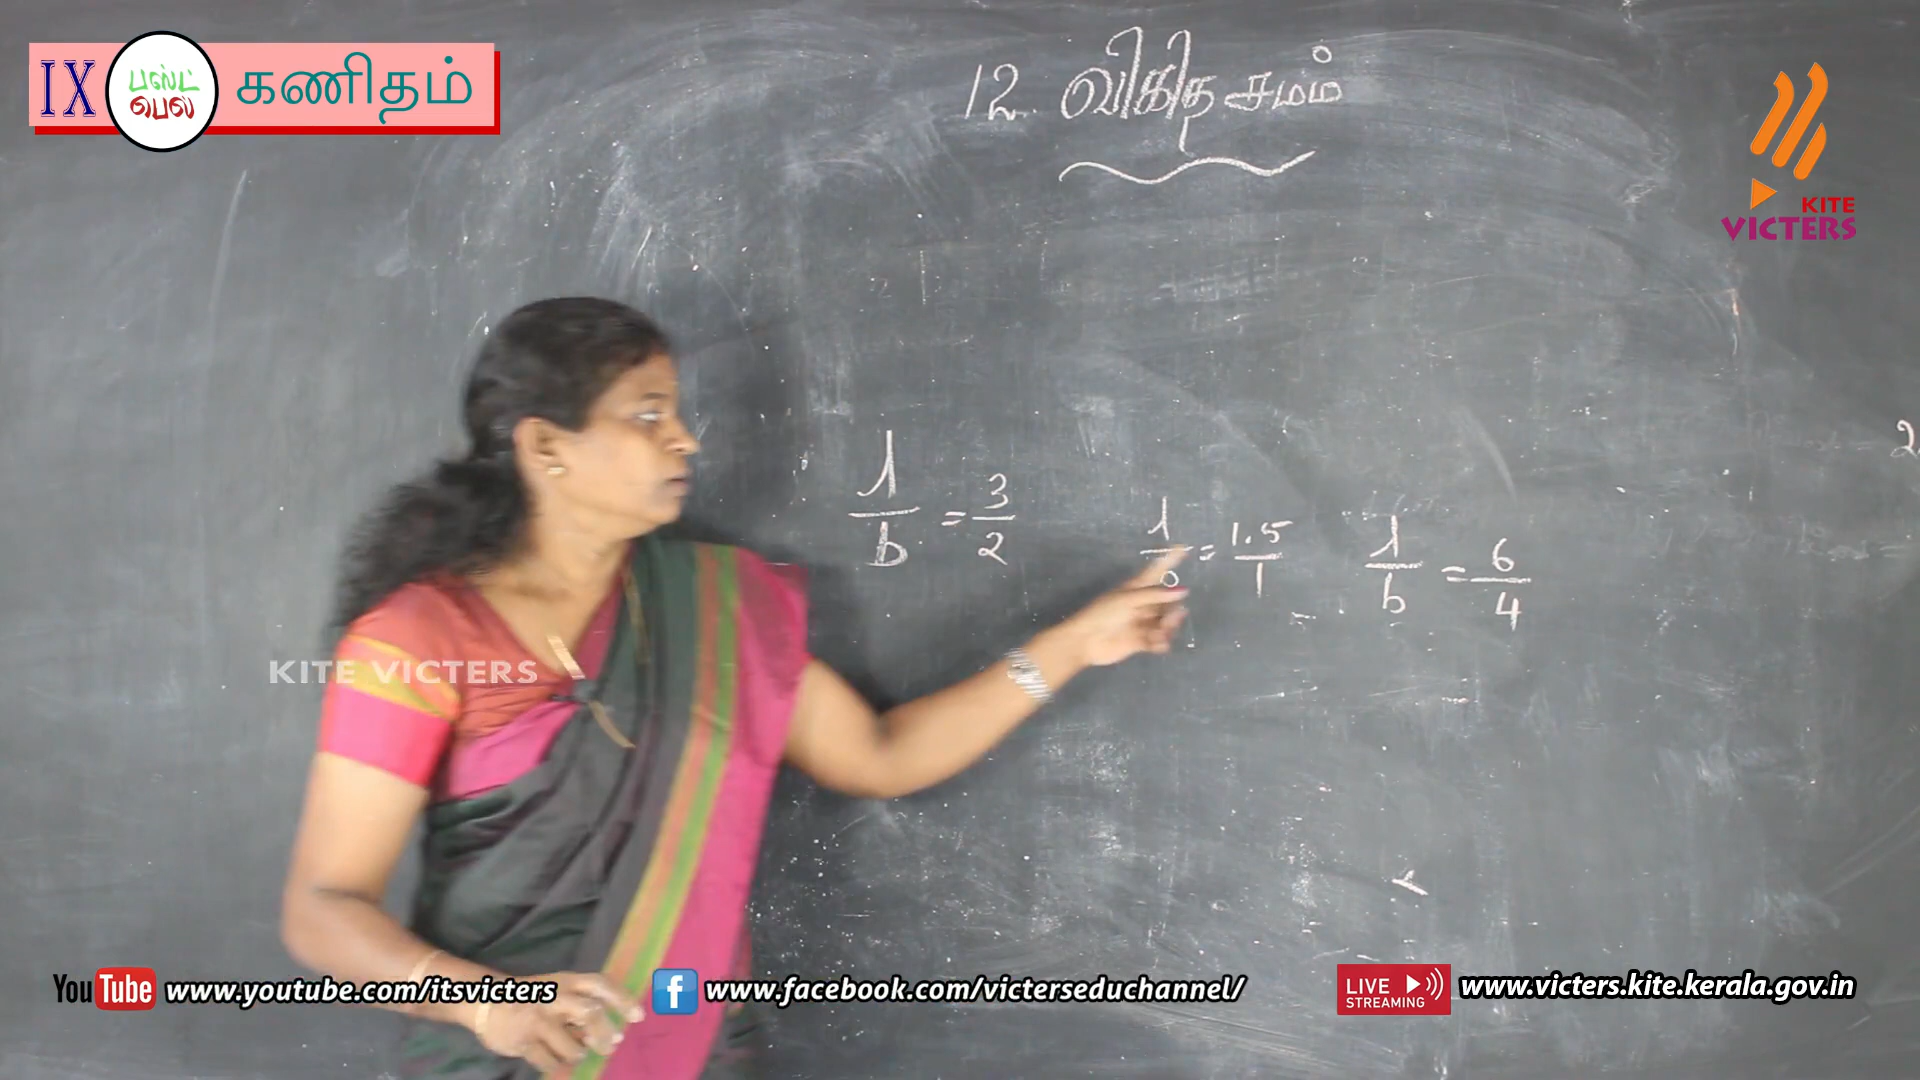 IX பஸ்ட் பெல் கணிதம்
12. விகித சமம்
KITE VICTERS
l/b = 3/2
l/b = 1.5/1
l/b = 6/4
2
KITE VICTERS
YouTube www.youtube.com/itsvicters
f www.facebook.com/victerseduchannel/
LIVE STREAMING www.victers.kite.kerala.gov.in